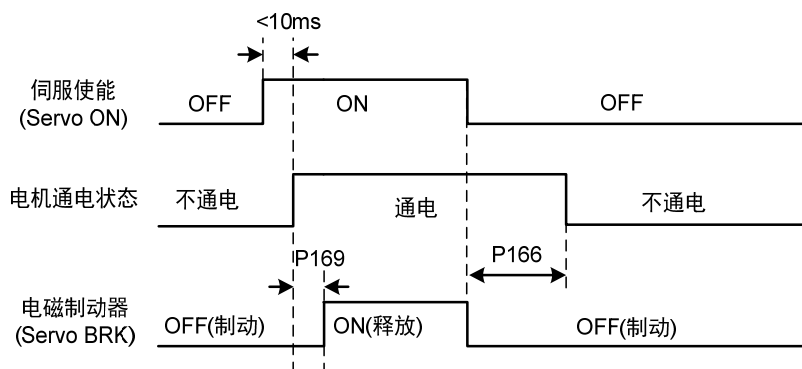 <10ms
伺服使能
(Servo ON)
OFF
ON
OFF
电机通电状态
不通电
通电
不通电
P169
P166
电磁制动器
(Servo BRK)
OFF(制动)
ON(释放)
OFF(制动)